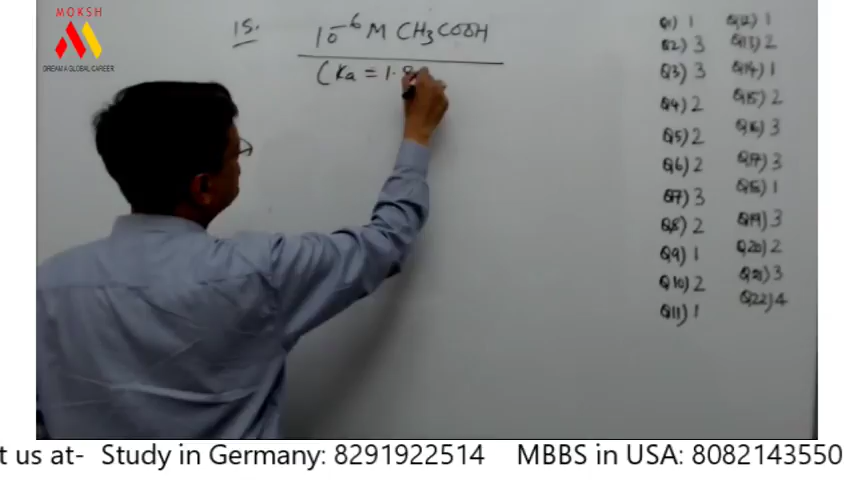 MOKSH
DREAM A GLOBAL CAREER
15.
10⁻⁶ M CH₃COOH
(Ka = 1.8
Q1) 1
Q2) 3
Q3) 3
Q4) 2
Q5) 2
Q6) 2
Q7) 3
Q8) 2
Q9) 1
Q10) 2
Q11) 1
Q12) 1
Q13) 2
Q14) 1
Q15) 2
Q16) 3
Q17) 3
Q18) 1
Q19) 3
Q20) 2
Q21) 3
Q22) 4
t us at- Study in Germany: 8291922514 MBBS in USA: 8082143550